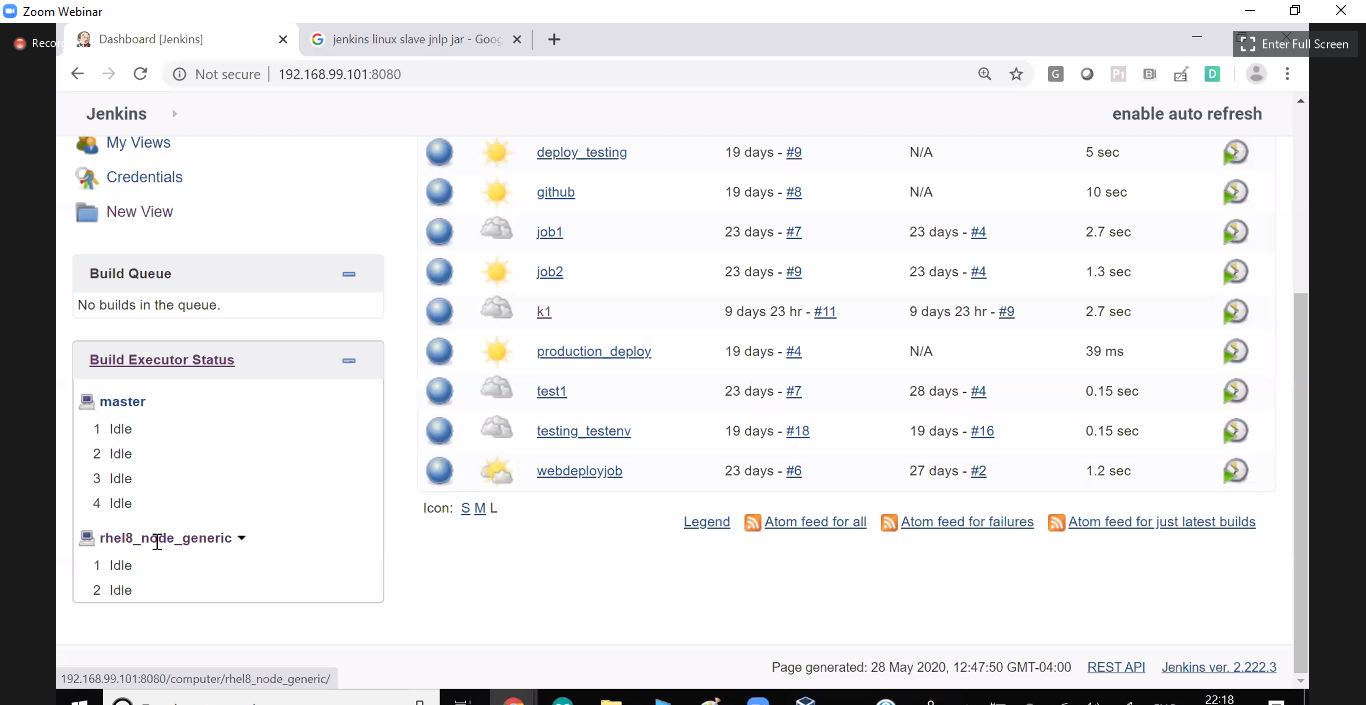 Zoom Webinar
Recor
Dashboard [Jenkins]
jenkins linux slave jnlp jar - Goog
Enter Full Screen
Not secure
192.168.99.101:8080
Jenkins
enable auto refresh
My Views
Credentials
New View
deploy_testing 19 days - #9 N/A 5 sec
github 19 days - #8 N/A 10 sec
job1 23 days - #7 23 days - #4 2.7 sec
job2 23 days - #9 23 days - #4 1.3 sec
k1 9 days 23 hr - #11 9 days 23 hr - #9 2.7 sec
production_deploy 19 days - #4 N/A 39 ms
test1 23 days - #7 28 days - #4 0.15 sec
testing_testenv 19 days - #18 19 days - #16 0.15 sec
webdeployjob 23 days - #6 27 days - #2 1.2 sec
Build Queue
No builds in the queue.
Build Executor Status
master
1 Idle
2 Idle
3 Idle
4 Idle
rhel8_node_generic
1 Idle
2 Idle
Icon: S M L
Legend Atom feed for all Atom feed for failures Atom feed for just latest builds
Page generated: 28 May 2020, 12:47:50 GMT-04:00 REST API Jenkins ver. 2.222.3
192.168.99.101:8080/computer/rhel8_node_generic/
22:18